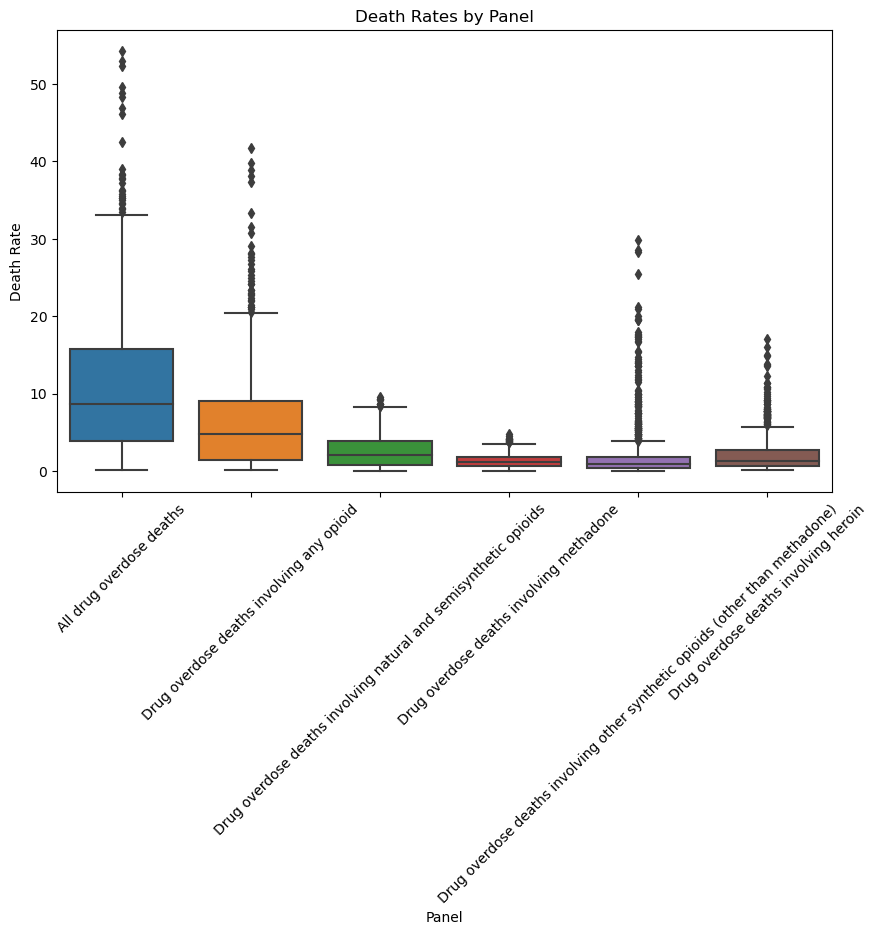 Death Rates by Panel
Death Rate
50
40
30
20
10
0
All drug overdose deaths
Drug overdose deaths involving any opioid
Drug overdose deaths involving natural and semisynthetic opioids
Drug overdose deaths involving methadone
Drug overdose deaths involving other synthetic opioids (other than methadone)
Drug overdose deaths involving heroin
Panel